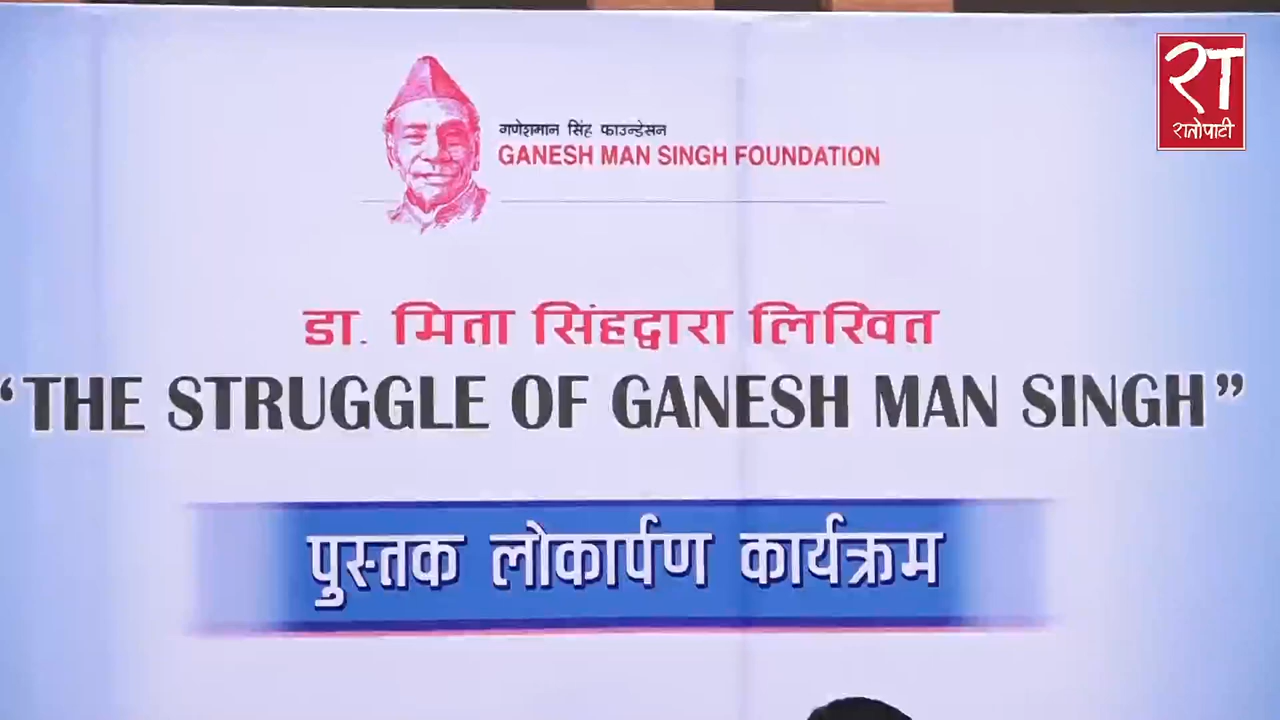 गणेशमान सिंह फाउन्डेसन
GANESH MAN SINGH FOUNDATION
रातोपाटी
डा. मिता सिंहद्वारा लिखित
‘THE STRUGGLE OF GANESH MAN SINGH”
पुस्तक लोकार्पण कार्यक्रम